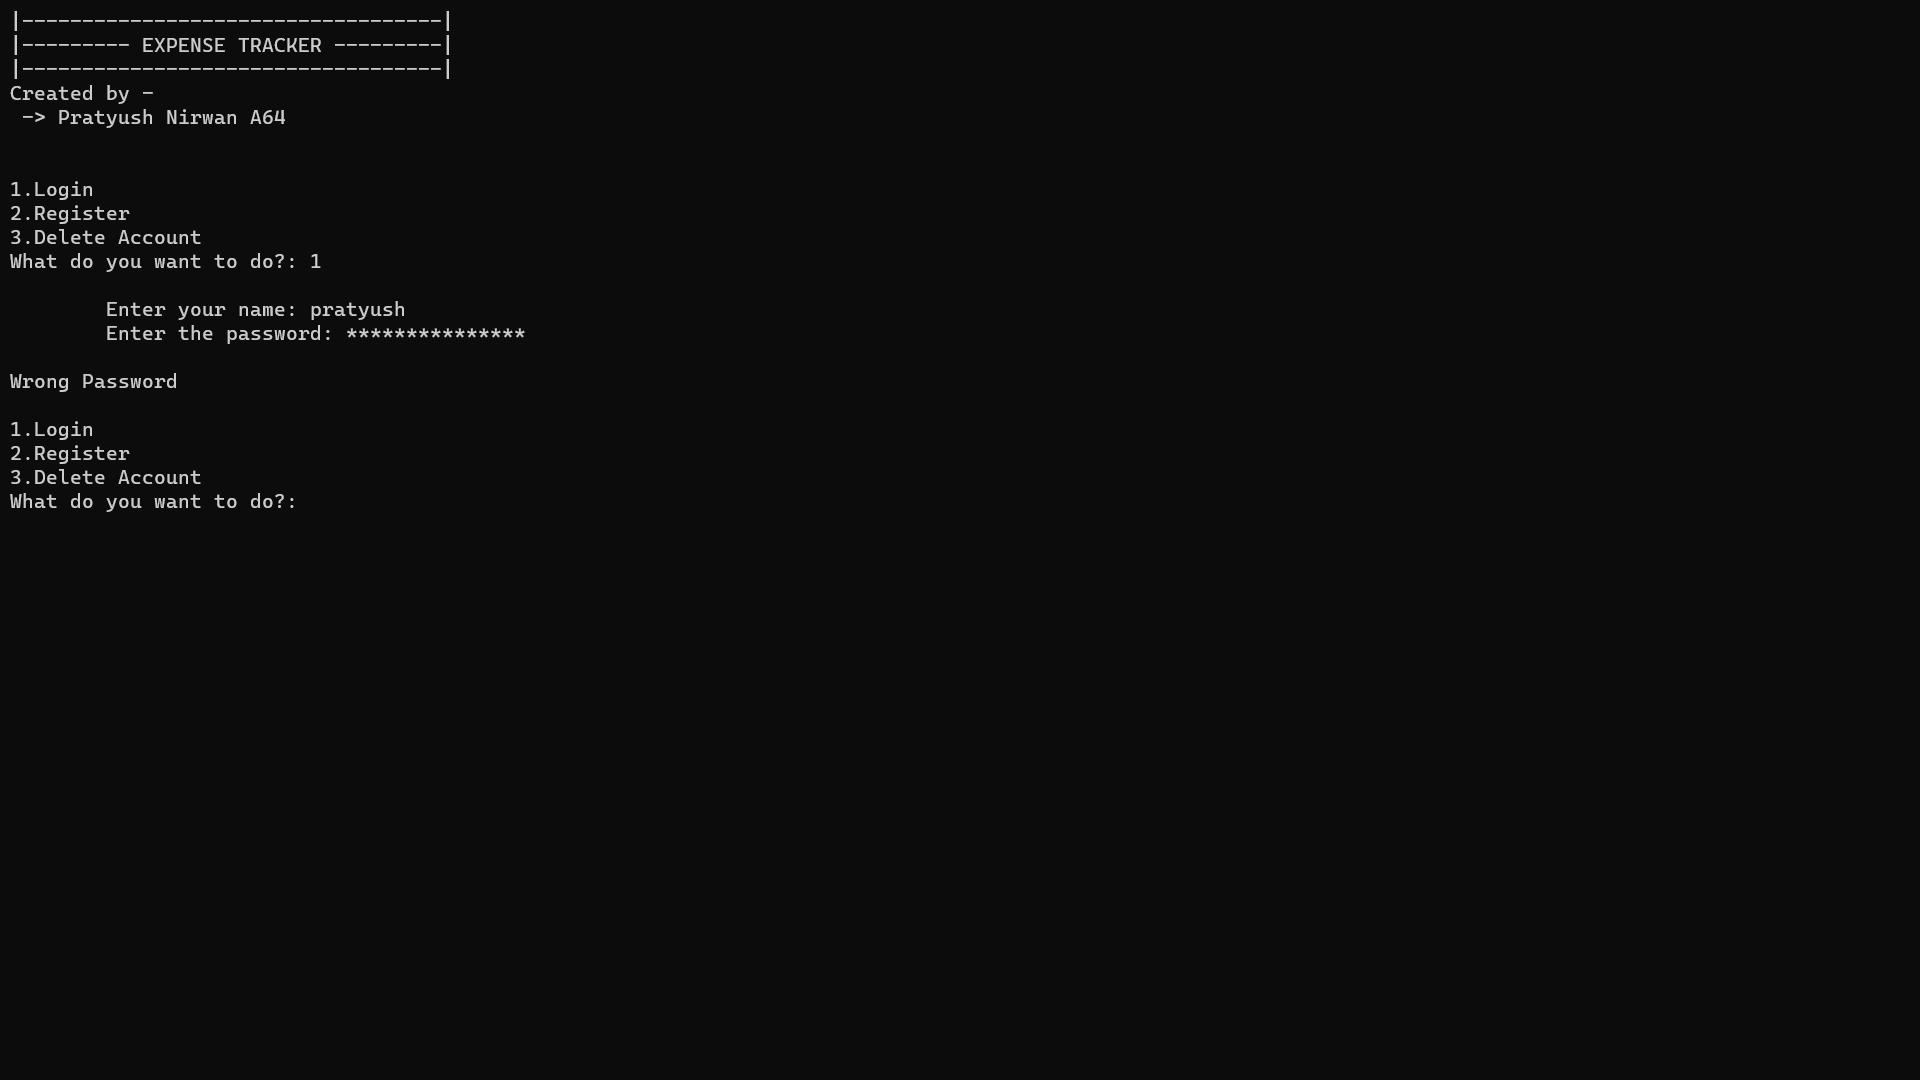 |-----------------------------------|
|--------- EXPENSE TRACKER ---------|
|-----------------------------------|
Created by -
 -> Pratyush Nirwan A64
1.Login
2.Register
3.Delete Account
What do you want to do?: 1
Enter your name: pratyush
Enter the password: ***************
Wrong Password
1.Login
2.Register
3.Delete Account
What do you want to do?: